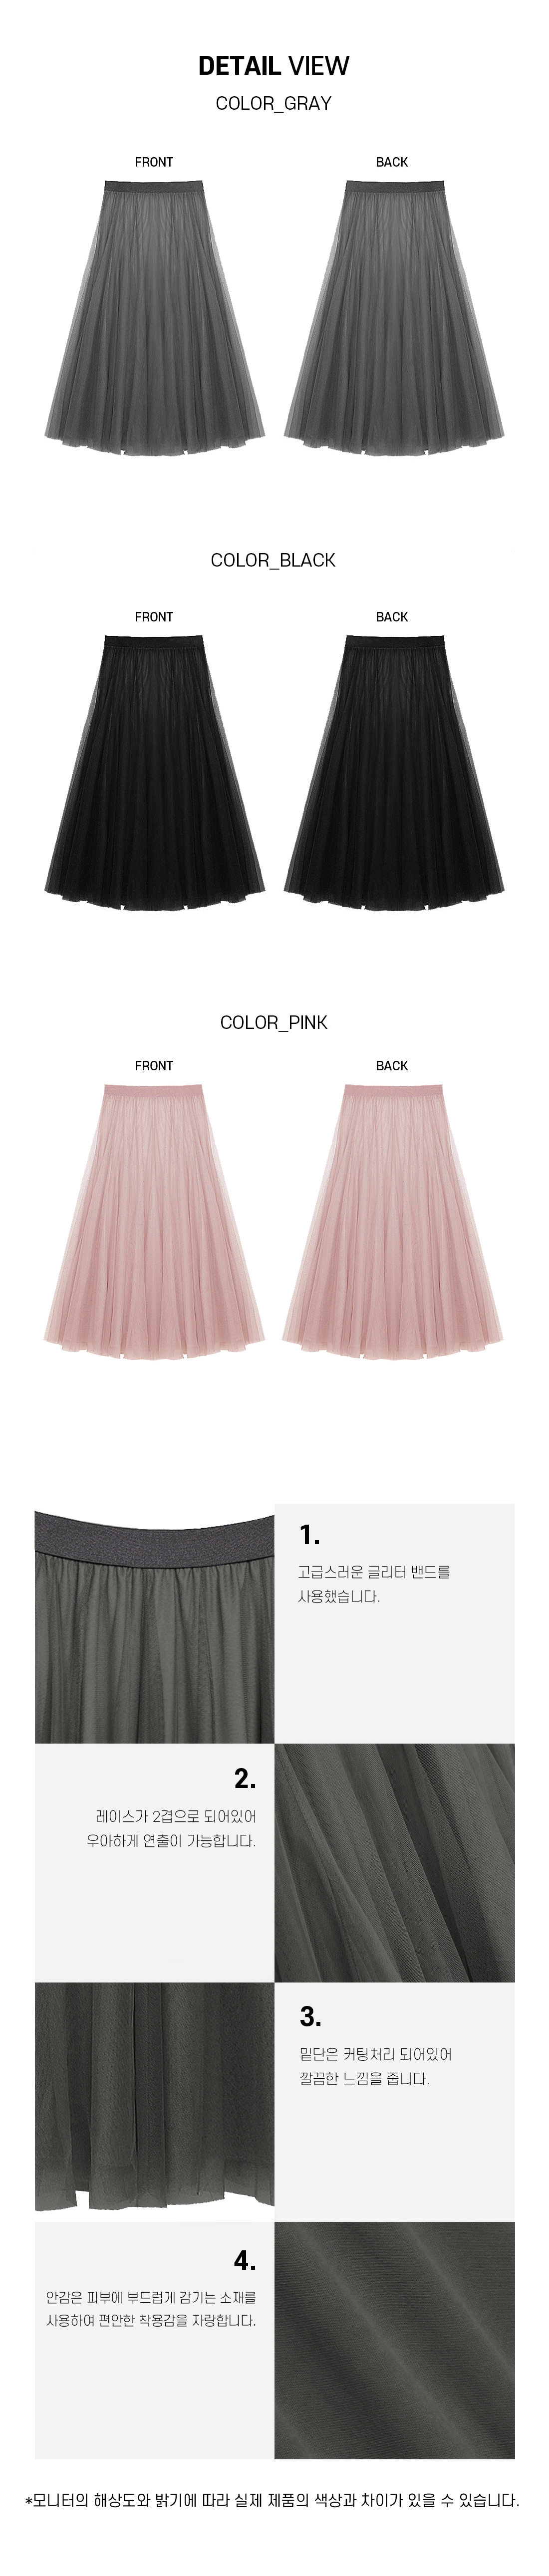 DETAIL VIEW
COLOR_GRAY
FRONT BACK
COLOR_BLACK
FRONT BACK
COLOR_PINK
FRONT BACK
1.
고급스러운 글리터 밴드를
사용했습니다.
2.
레이스가 2겹으로 되어있어
우아하게 연출이 가능합니다.
3.
밑단은 커팅처리 되어있어
깔끔한 느낌을 줍니다.
4.
안감은 피부에 부드럽게 감기는 소재를
사용하여 편안한 착용감을 자랑합니다.
*모니터의 해상도와 밝기에 따라 실제 제품의 색상과 차이가 있을 수 있습니다.